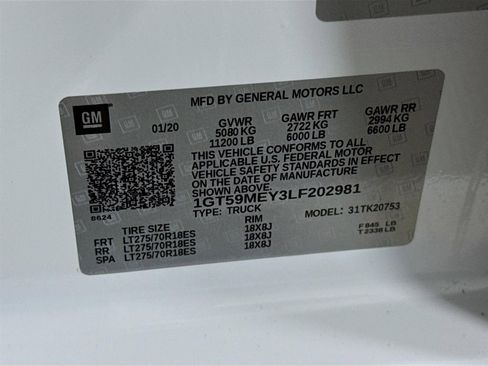 MFD BY GENERAL MOTORS LLC
GM
01/20
GVWR GAWR FRT GAWR RR
5080 KG 2722 KG 2994 KG
11200 LB 6000 LB 6600 LB
THIS VEHICLE CONFORMS TO ALL
APPLICABLE U.S. FEDERAL MOTOR
VEHICLE SAFETY STANDARDS IN EFFECT
ON THE DATE OF MANUFACTURE
SHOWN ABOVE.
1GT59MEY3LF202981
TYPE: TRUCK MODEL: 31TK20753
B624
TIRE SIZE RIM
FRT LT275/70R18ES 18X8J F 845 LB
RR LT275/70R18ES 18X8J T 2338 LB
SPA LT275/70R18ES 18X8J